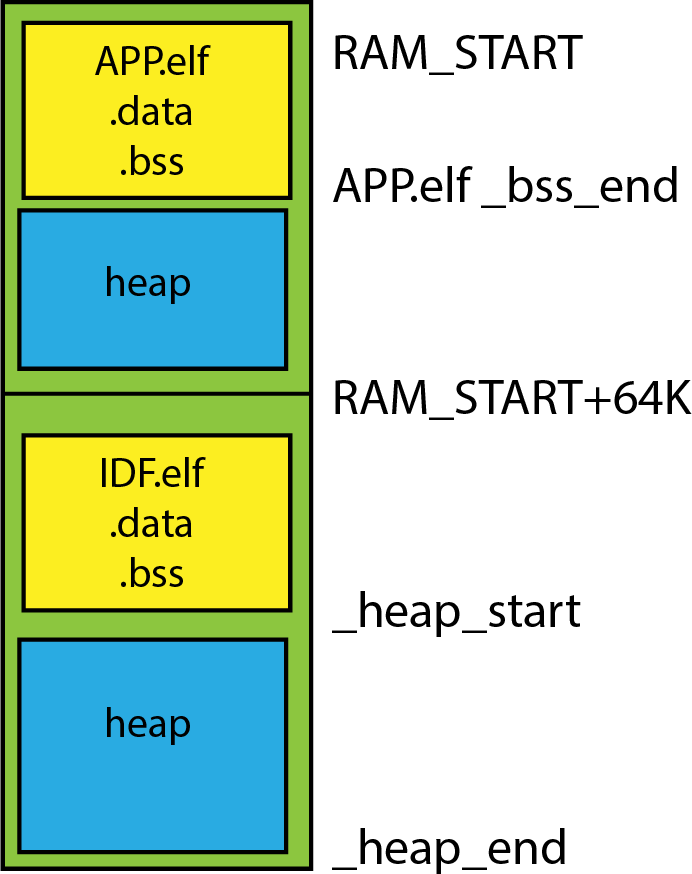 APP.elf
.data
.bss
RAM_START
APP.elf _bss_end
heap
RAM_START+64K
IDF.elf
.data
.bss
_heap_start
heap
_heap_end